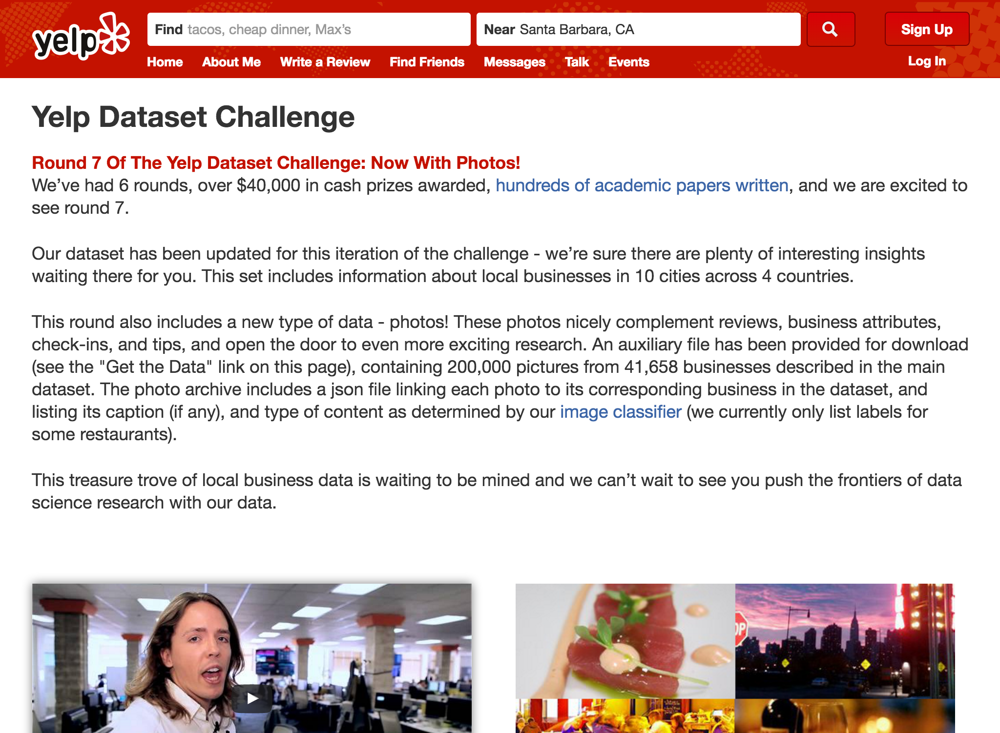 yelp
Find tacos, cheap dinner, Max’s
Near Santa Barbara, CA
Sign Up
Home About Me Write a Review Find Friends Messages Talk Events
Log In
Yelp Dataset Challenge
Round 7 Of The Yelp Dataset Challenge: Now With Photos!
We’ve had 6 rounds, over $40,000 in cash prizes awarded, hundreds of academic papers written, and we are excited to
see round 7.
Our dataset has been updated for this iteration of the challenge - we’re sure there are plenty of interesting insights
waiting there for you. This set includes information about local businesses in 10 cities across 4 countries.
This round also includes a new type of data - photos! These photos nicely complement reviews, business attributes,
check-ins, and tips, and open the door to even more exciting research. An auxiliary file has been provided for download
(see the "Get the Data" link on this page), containing 200,000 pictures from 41,658 businesses described in the main
dataset. The photo archive includes a json file linking each photo to its corresponding business in the dataset, and
listing its caption (if any), and type of content as determined by our image classifier (we currently only list labels for
some restaurants).
This treasure trove of local business data is waiting to be mined and we can’t wait to see you push the frontiers of data
science research with our data.
OP